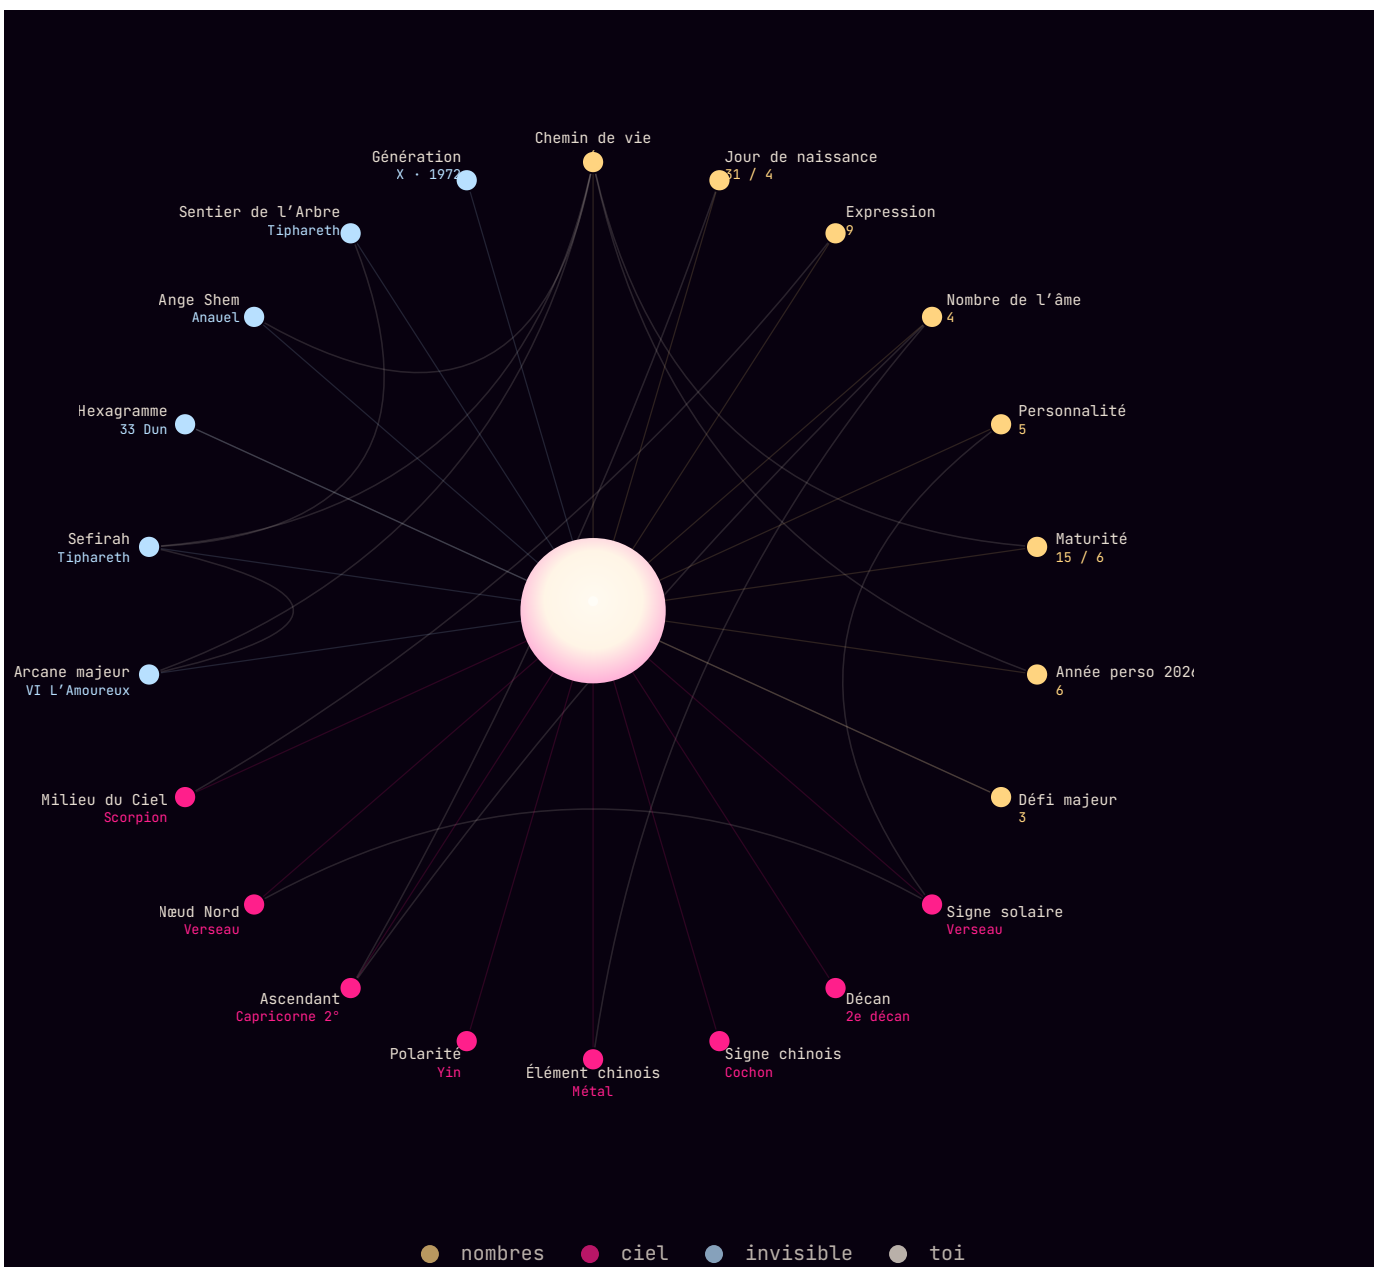 Chemin de vie
Génération
X · 1972
Jour de naissance
31 / 4
Sentier de l’Arbre
Tiphareth
Expression
9
Ange Shem
Anauel
Nombre de l’âme
4
Hexagramme
33 Dun
Personnalité
5
Sefirah
Tiphareth
Maturité
15 / 6
Arcane majeur
VI L’Amoureux
Année perso 2026
6
Milieu du Ciel
Scorpion
Défi majeur
3
Nœud Nord
Verseau
Signe solaire
Verseau
Ascendant
Capricorne 2°
Décan
2e décan
Polarité
Yin
Élément chinois
Métal
Signe chinois
Cochon
nombres
ciel
invisible
toi